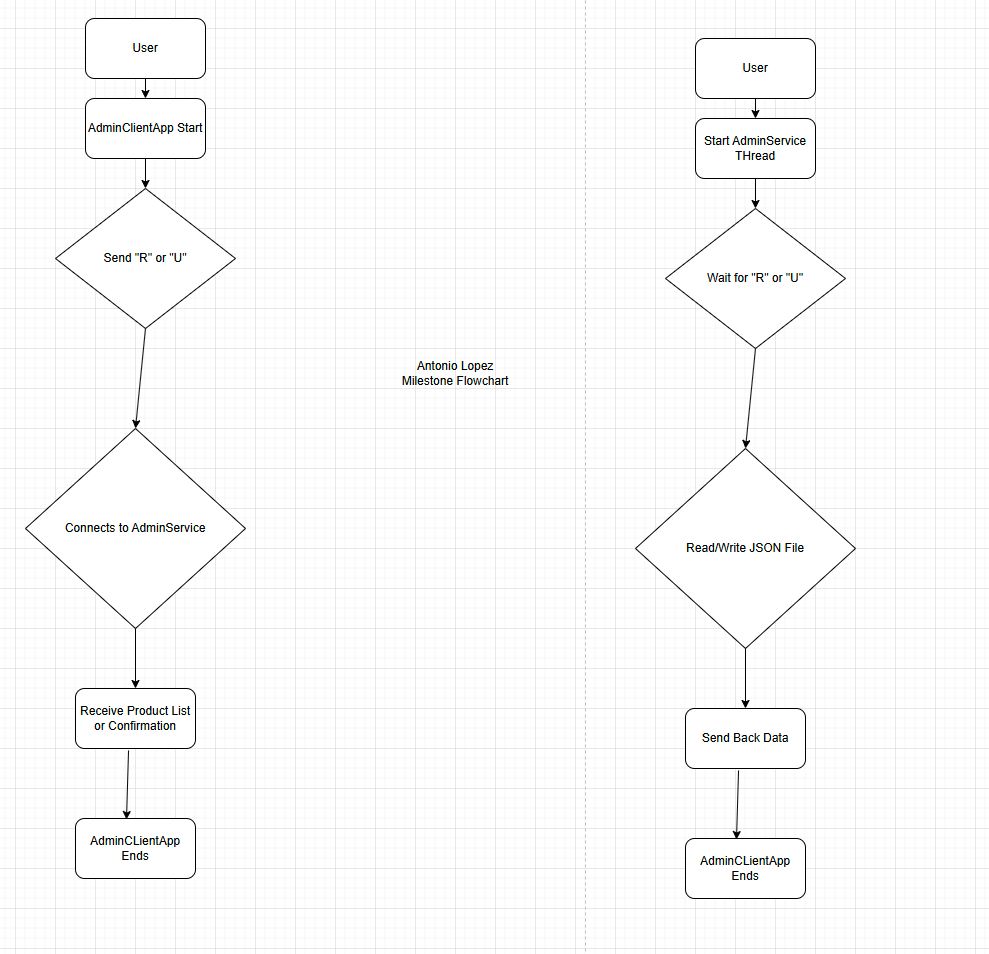 User
AdminClientApp Start
Send "R" or "U"
Connects to AdminService
Receive Product List
or Confirmation
AdminCLientApp
Ends
Antonio Lopez
Milestone Flowchart
User
Start AdminService
THread
Wait for "R" or "U"
Read/Write JSON File
Send Back Data
AdminCLientApp
Ends